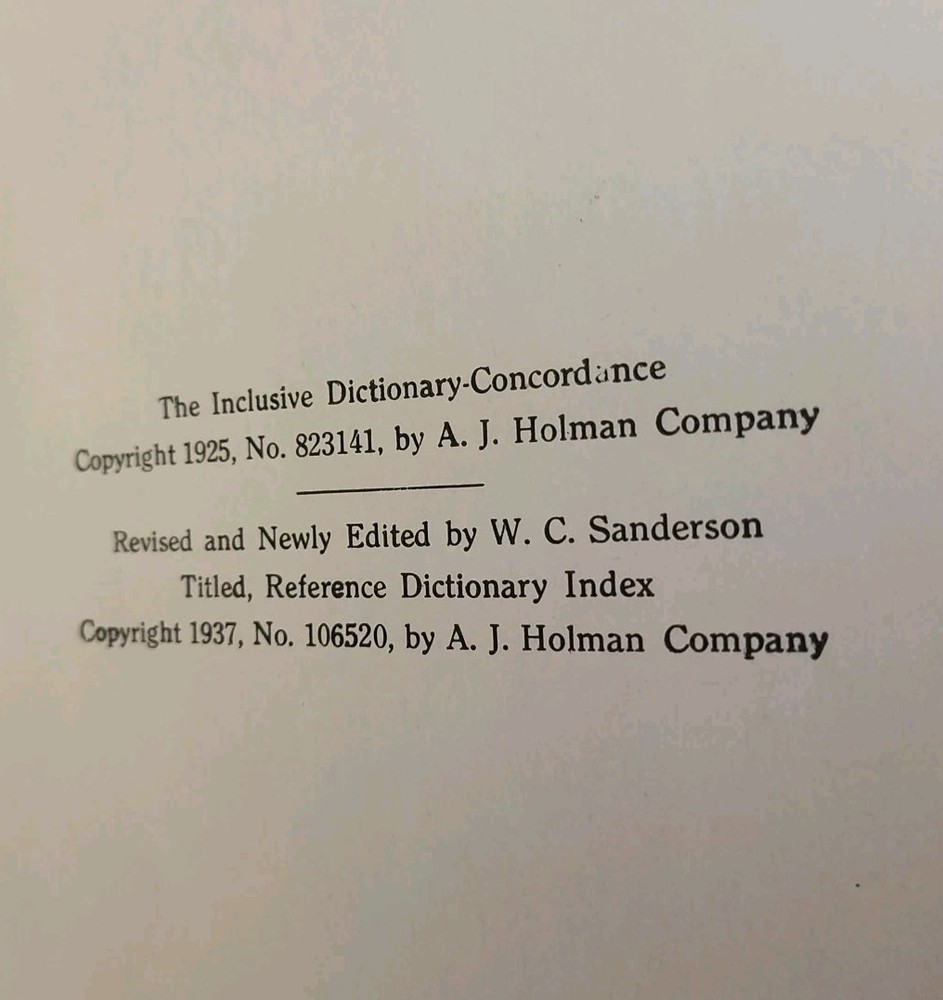 The Inclusive Dictionary-Concordance
Copyright 1925, No. 823141, by A. J. Holman Company
Revised and Newly Edited by W. C. Sanderson
Titled, Reference Dictionary Index
Copyright 1937, No. 106520, by A. J. Holman Company